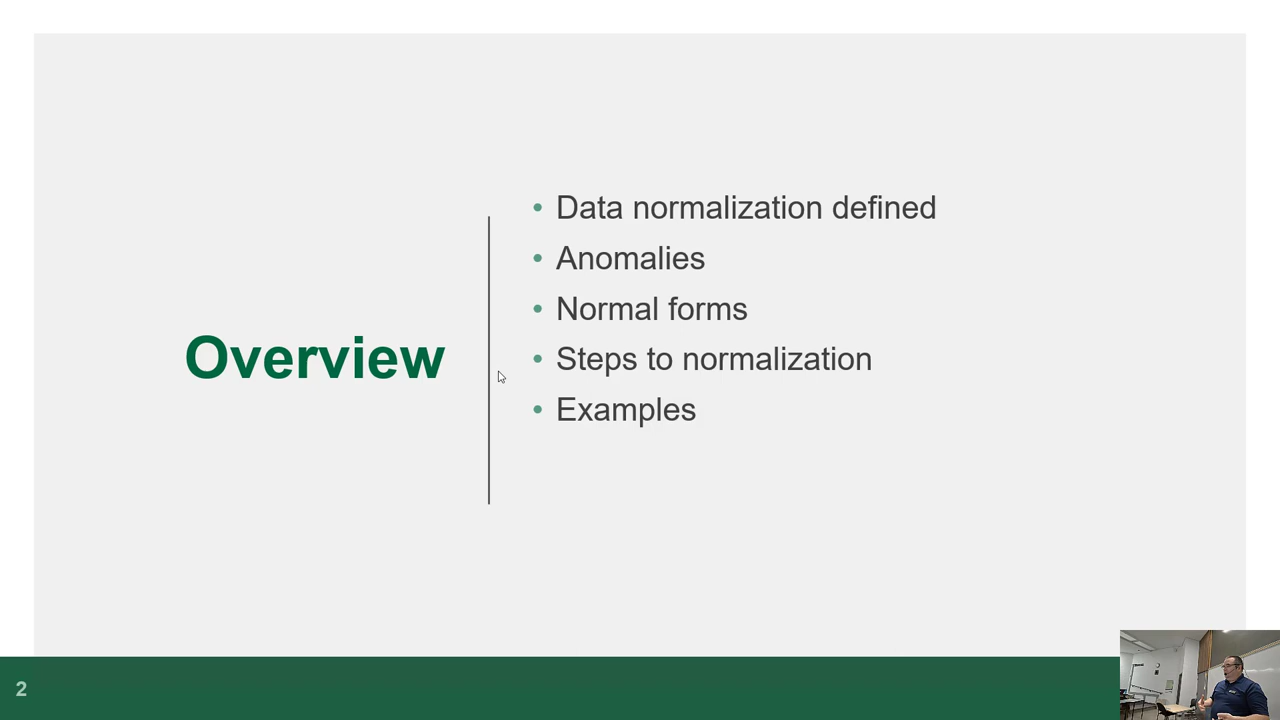 Overview
• Data normalization defined
• Anomalies
• Normal forms
• Steps to normalization
• Examples
2